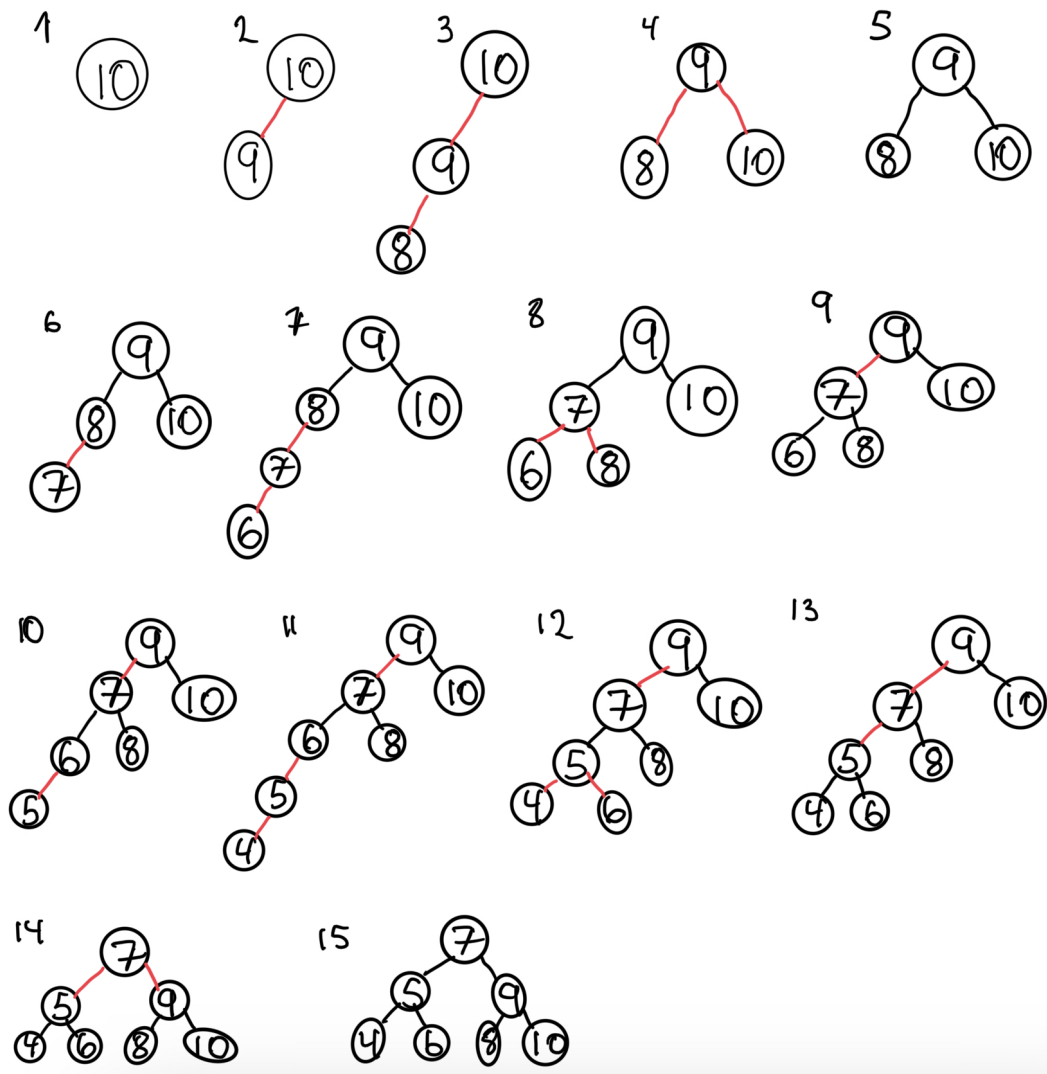 1 2 3 4 5
10 10 10 9 9
9 9 8 10 8 10
8
6 7 8 9
9 9 9 9
8 10 8 10 7 10 7 10
7 7 6 8 6 8
6
10 11 12 13
9 9 9 9
7 10 7 10 7 10 7 10
6 8 6 8 5 8 5 8
5 5 4 6 4 6
4
14 15
7 7
5 9 5 9
4 6 8 10 4 6 8 10